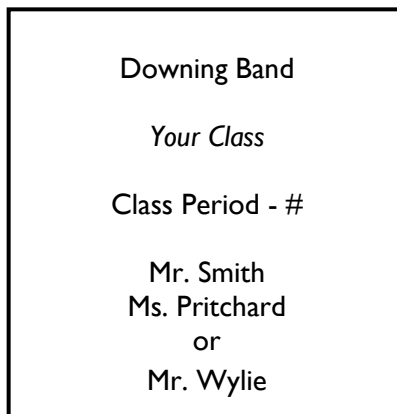 Downing Band
Your Class
Class Period - #
Mr. Smith
Ms. Pritchard
or
Mr. Wylie